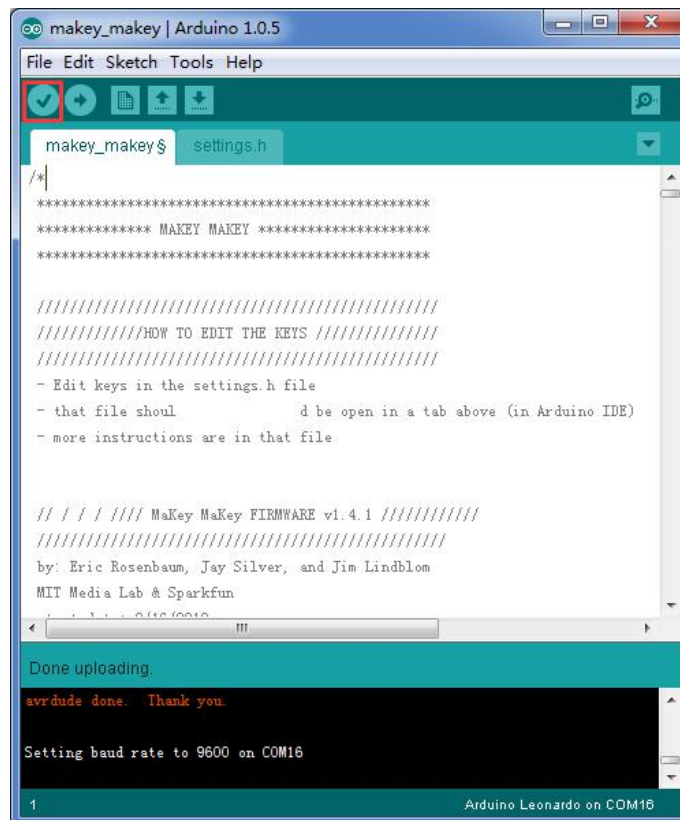 makey_makey | Arduino 1.0.5
File Edit Sketch Tools Help
makey_makey § settings.h
/*
************************************************
************** MAKEY MAKEY *********************
************************************************
/////////////////////////////////////////////////
/////////////HOW TO EDIT THE KEYS ///////////////
/////////////////////////////////////////////////
- Edit keys in the settings.h file
- that file shoul d be open in a tab above (in Arduino IDE)
- more instructions are in that file
// / / / //// MaKey MaKey FIRMWARE v1.4.1 ////////////
//////////////////////////////////////////////////
by: Eric Rosenbaum, Jay Silver, and Jim Lindblom
MIT Media Lab & Sparkfun
Done uploading.
avrdude done. Thank you.
Setting baud rate to 9600 on COM16
1 Arduino Leonardo on COM16